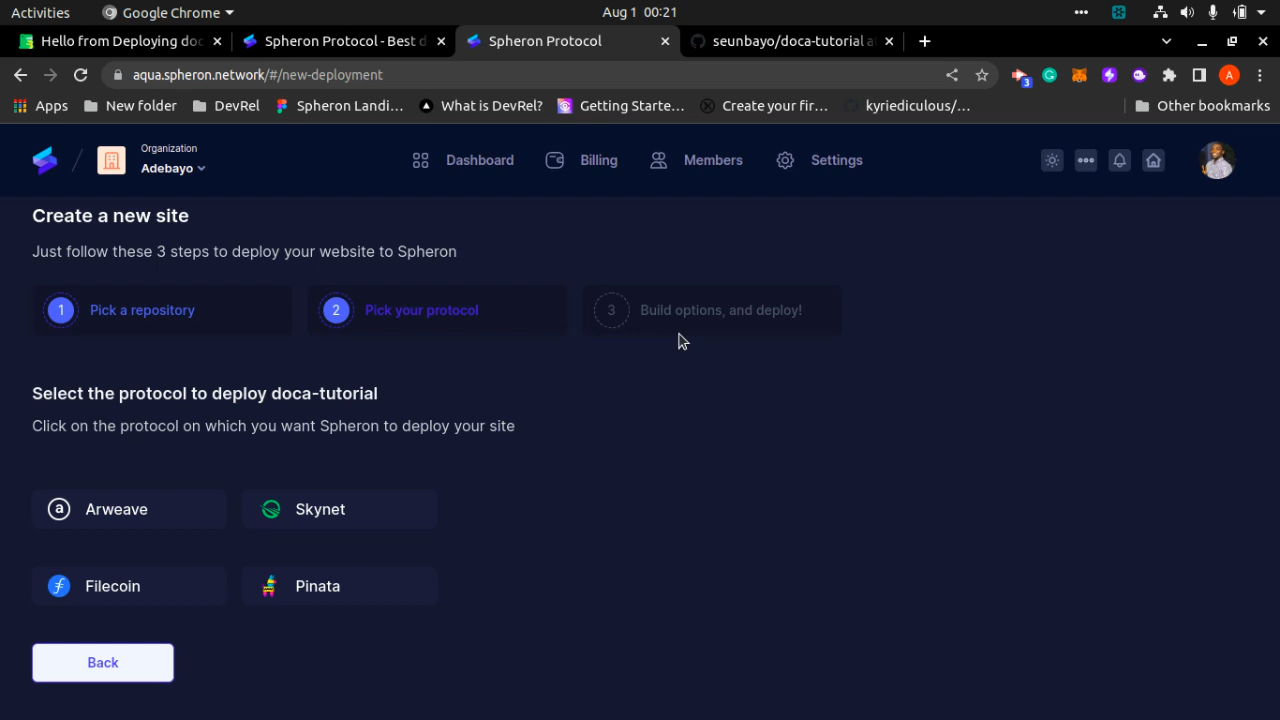 Activities Google Chrome Aug 1 00:21
Hello from Deploying doc Spheron Protocol - Best d Spheron Protocol seunbayo/doca-tutorial a
aqua.spheron.network/#/new-deployment 3 A
Apps New folder DevRel Spheron Landi... What is DevRel? Getting Starte... Create your fir... kyriediculous/... Other bookmarks
Organization
Adebayo
Dashboard Billing Members Settings
Create a new site
Just follow these 3 steps to deploy your website to Spheron
1 Pick a repository 2 Pick your protocol 3 Build options, and deploy!
Select the protocol to deploy doca-tutorial
Click on the protocol on which you want Spheron to deploy your site
a Arweave Skynet
Filecoin Pinata
Back